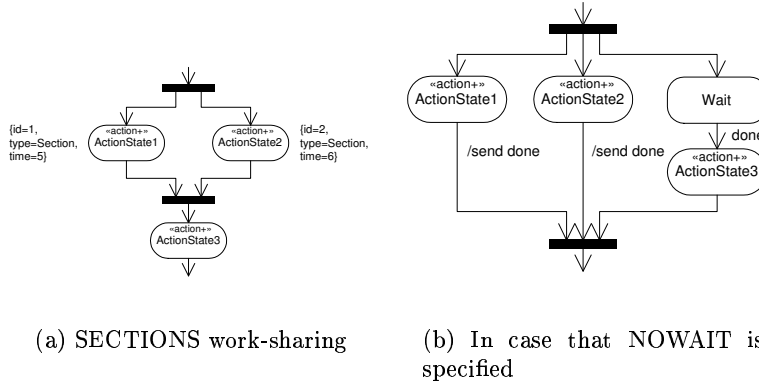 «action+»
ActionState1
{id=1,
type=Section,
time=5}
«action+»
ActionState2
{id=2,
type=Section,
time=6}
«action+»
ActionState3
(a) SECTIONS work-sharing
«action+»
ActionState1
«action+»
ActionState2
Wait
/send done
/send done
done
«action+»
ActionState3
(b) In case that NOWAIT is
specified